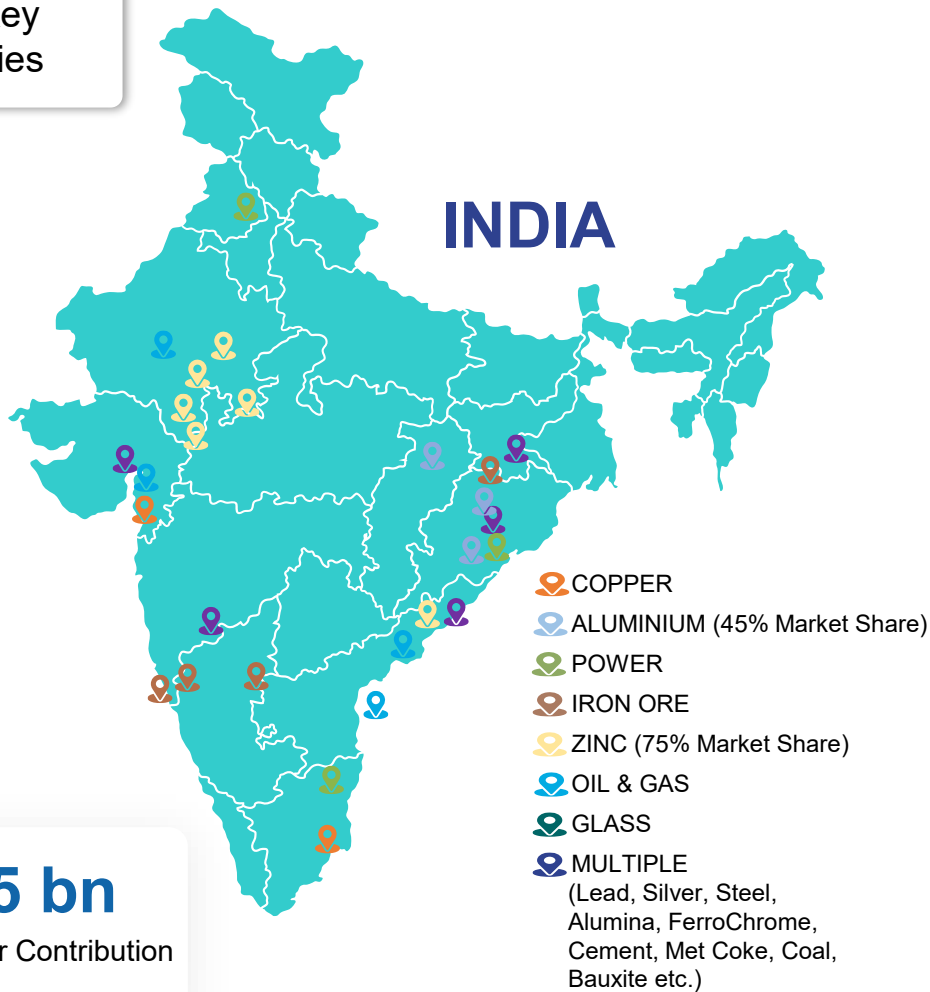 ey
ies
INDIA
COPPER
ALUMINIUM (45% Market Share)
POWER
IRON ORE
ZINC (75% Market Share)
OIL & GAS
GLASS
MULTIPLE
(Lead, Silver, Steel,
Alumina, FerroChrome,
Cement, Met Coke, Coal,
Bauxite etc.)
5 bn
r Contribution